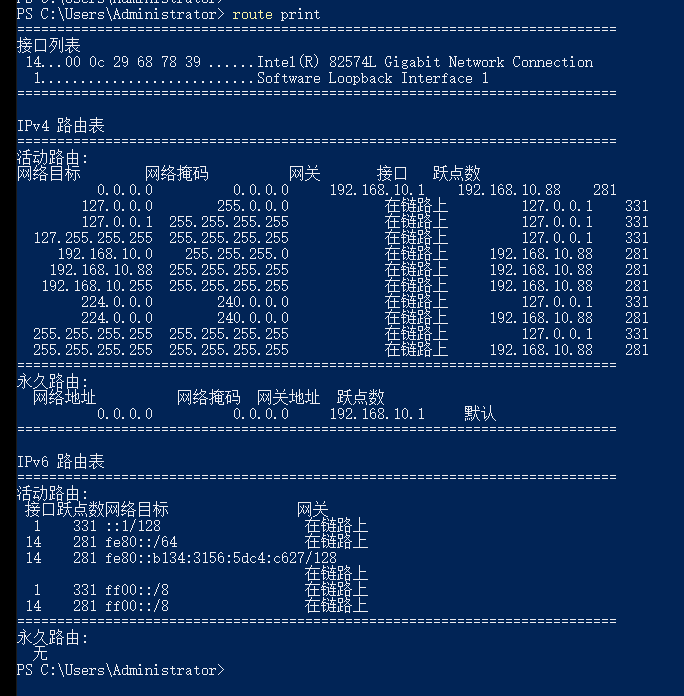 PS C:\Users\Administrator> route print
===========================================================================
接口列表
 14...00 0c 29 68 78 39 ......Intel(R) 82574L Gigabit Network Connection
  1...........................Software Loopback Interface 1
===========================================================================
IPv4 路由表
===========================================================================
活动路由:
网络目标        网络掩码          网关       接口   跃点数
          0.0.0.0          0.0.0.0     192.168.10.1    192.168.10.88    281
        127.0.0.0        255.0.0.0            在链路上         127.0.0.1    331
        127.0.0.1  255.255.255.255            在链路上         127.0.0.1    331
  127.255.255.255  255.255.255.255            在链路上         127.0.0.1    331
     192.168.10.0    255.255.255.0            在链路上     192.168.10.88    281
    192.168.10.88  255.255.255.255            在链路上     192.168.10.88    281
   192.168.10.255  255.255.255.255            在链路上     192.168.10.88    281
        224.0.0.0        240.0.0.0            在链路上         127.0.0.1    331
        224.0.0.0        240.0.0.0            在链路上     192.168.10.88    281
  255.255.255.255  255.255.255.255            在链路上         127.0.0.1    331
  255.255.255.255  255.255.255.255            在链路上     192.168.10.88    281
===========================================================================
永久路由:
  网络地址          网络掩码  网关地址  跃点数
          0.0.0.0          0.0.0.0     192.168.10.1     默认
===========================================================================
IPv6 路由表
===========================================================================
活动路由:
 接口跃点数网络目标                网关
  1    331 ::1/128                  在链路上
 14    281 fe80::/64                在链路上
 14    281 fe80::b134:3156:5dc4:c627/128
                                    在链路上
  1    331 ff00::/8                 在链路上
 14    281 ff00::/8                 在链路上
===========================================================================
永久路由:
  无
PS C:\Users\Administrator>